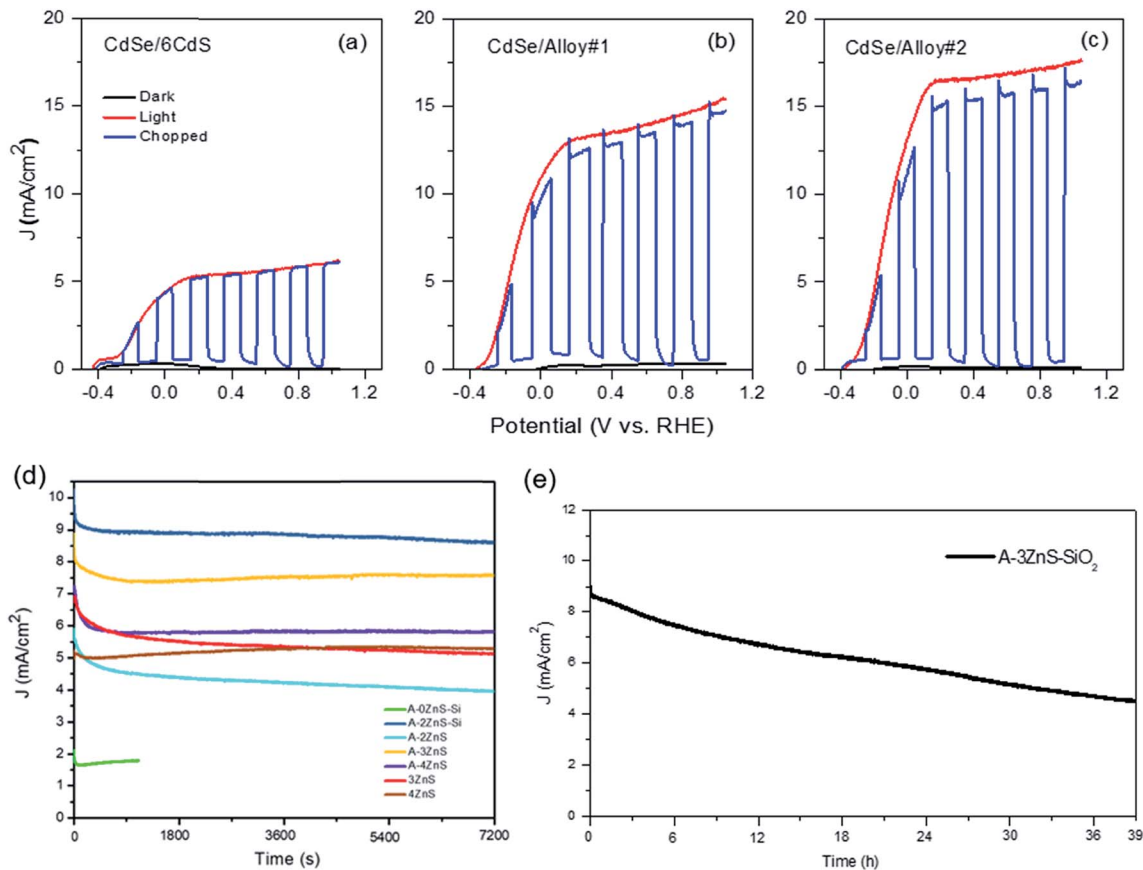 CdSe/6CdS
(a)
Dark
Light
Chopped
CdSe/Alloy#1
(b)
CdSe/Alloy#2
(c)
20
15
10
5
0
J (mA/cm²)
-0.4 0.0 0.4 0.8 1.2
20
15
10
5
0
-0.4 0.0 0.4 0.8 1.2
20
15
10
5
0
-0.4 0.0 0.4 0.8 1.2
Potential (V vs. RHE)
(d)
10
9
8
7
6
5
4
3
2
1
0
J (mA/cm²)
A-0ZnS-Si
A-2ZnS-Si
A-2ZnS
A-3ZnS
A-4ZnS
3ZnS
4ZnS
0 1800 3600 5400 7200
Time (s)
(e)
12
10
8
6
4
2
0
J (mA/cm²)
A-3ZnS-SiO₂
0 6 12 18 24 30 36 39
Time (h)